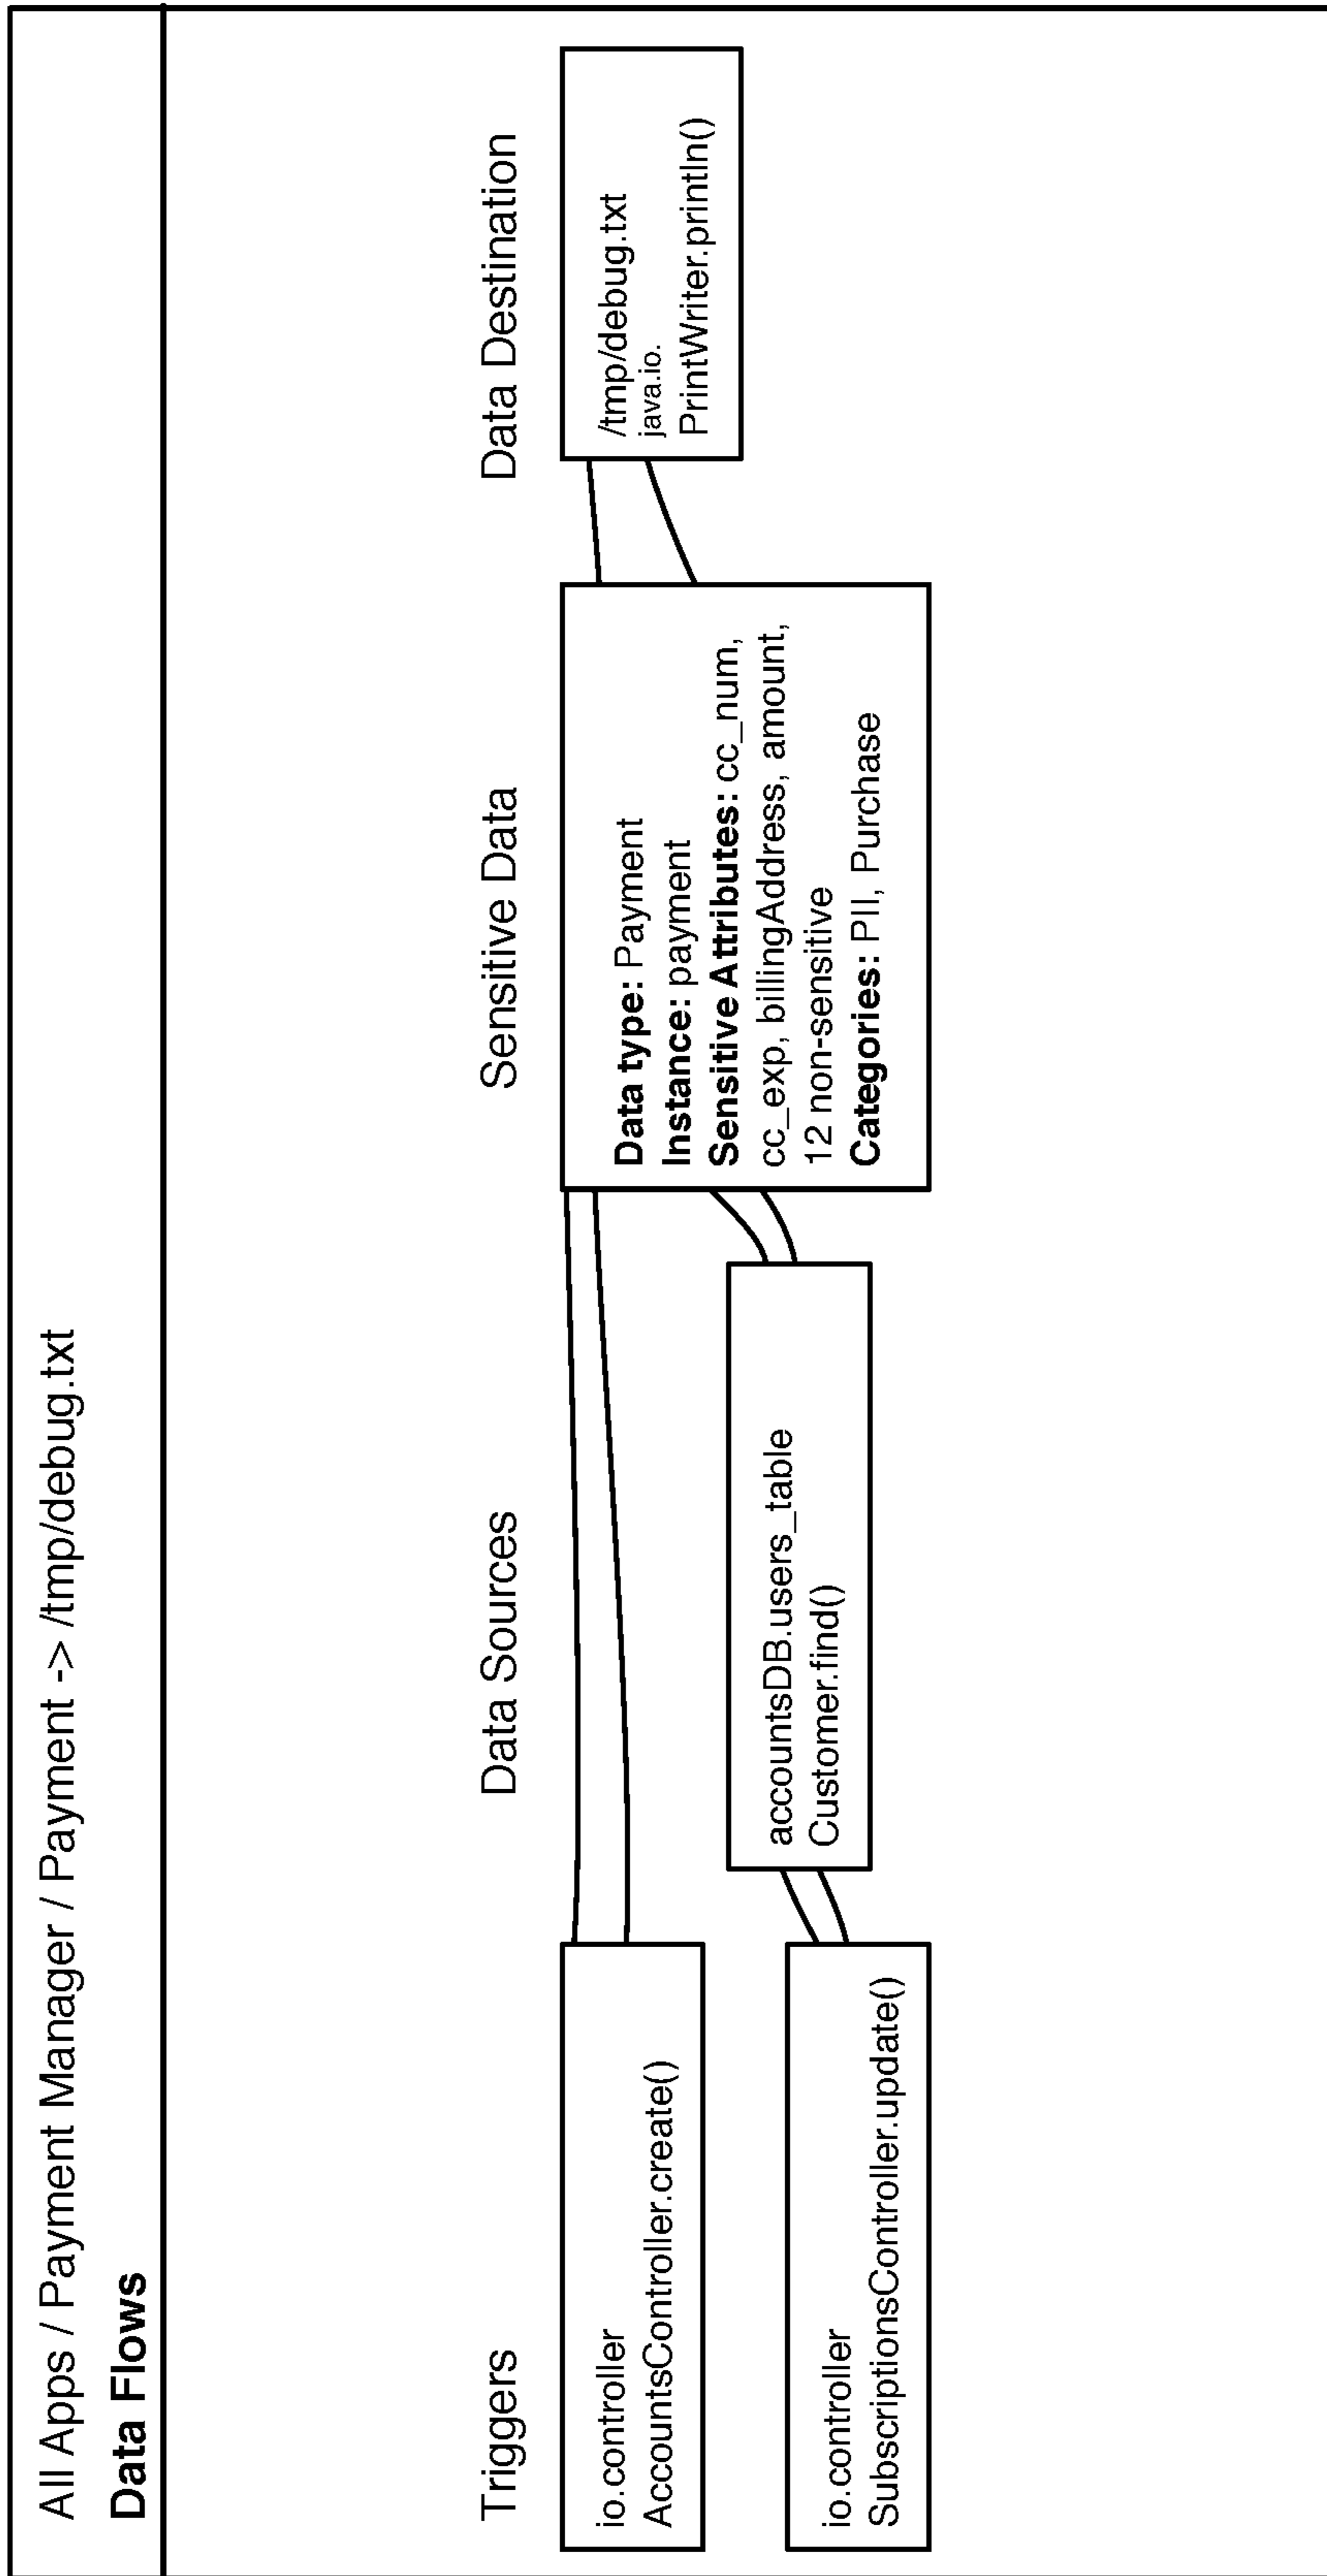 All Apps / Payment Manager / Payment -> /tmp/debug.txt
Data Flows
Triggers
Data Sources
Sensitive Data
Data Destination
io.controller
AccountsController.create()
io.controller
SubscriptionsController.update()
accountsDB.users_table
Customer.find()
Data type: Payment
Instance: payment
Sensitive Attributes: cc_num,
cc_exp, billingAddress, amount,
12 non-sensitive
Categories: PII, Purchase
/tmp/debug.txt
java.io.
PrintWriter.println()